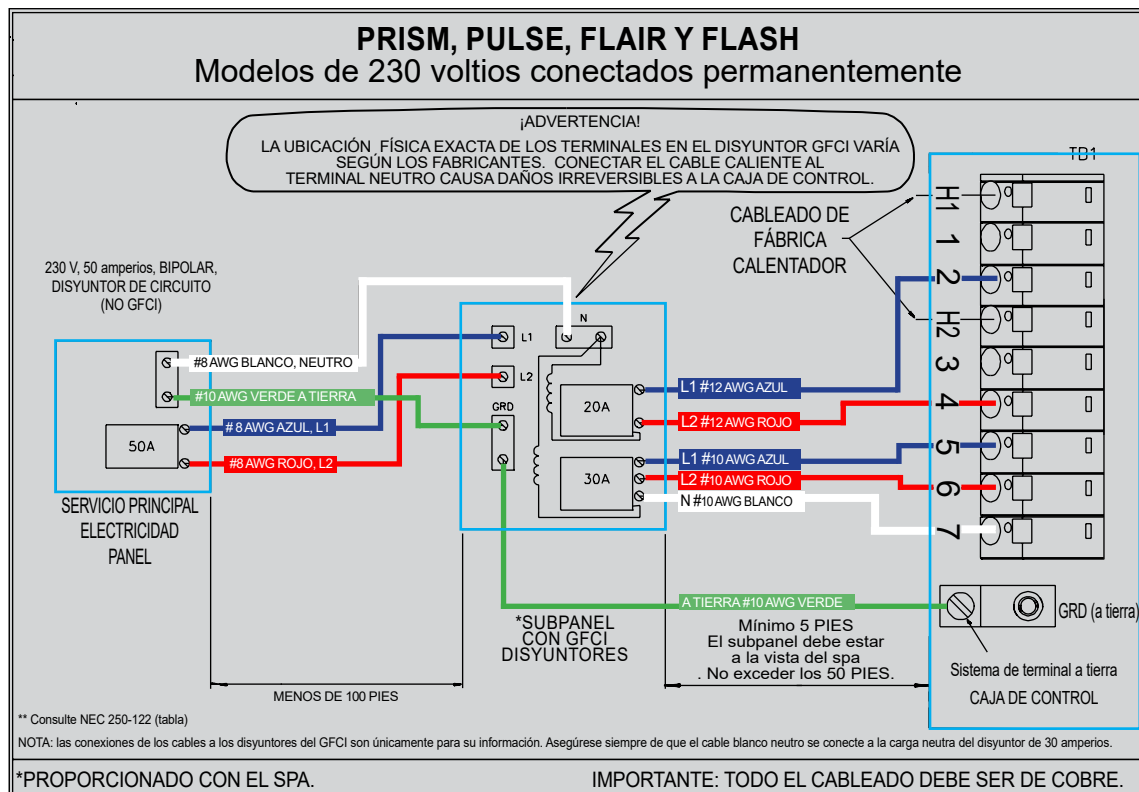 PRISM, PULSE, FLAIR Y FLASH
Modelos de 230 voltios conectados permanentemente
¡ADVERTENCIA!
LA UBICACIÓN FÍSICA EXACTA DE LOS TERMINALES EN EL DISYUNTOR GFCI VARÍA
SEGÚN LOS FABRICANTES. CONECTAR EL CABLE CALIENTE AL
TERMINAL NEUTRO CAUSA DAÑOS IRREVERSIBLES A LA CAJA DE CONTROL.
TB1
H1
1
2
H2
3
4
5
6
7
CABLEADO DE
FÁBRICA
CALENTADOR
230 V, 50 amperios, BIPOLAR,
DISYUNTOR DE CIRCUITO
(NO GFCI)
#8 AWG BLANCO, NEUTRO
#10 AWG VERDE A TIERRA
# 8 AWG AZUL, L1
#8 AWG ROJO, L2
50A
SERVICIO PRINCIPAL
ELECTRICIDAD
PANEL
N
L1
L2
GRD
20A
30A
L1 #12 AWG AZUL
L2 #12 AWG ROJO
L1 #10 AWG AZUL
L2 #10 AWG ROJO
N #10 AWG BLANCO
A TIERRA #10 AWG VERDE
*SUBPANEL
CON GFCI
DISYUNTORES
Mínimo 5 PIES
El subpanel debe estar
a la vista del spa
. No exceder los 50 PIES.
GRD (a tierra)
Sistema de terminal a tierra
CAJA DE CONTROL
MENOS DE 100 PIES
** Consulte NEC 250-122 (tabla)
NOTA: las conexiones de los cables a los disyuntores del GFCI son únicamente para su información. Asegúrese siempre de que el cable blanco neutro se conecte a la carga neutra del disyuntor de 30 amperios.
*PROPORCIONADO CON EL SPA.
IMPORTANTE: TODO EL CABLEADO DEBE SER DE COBRE.